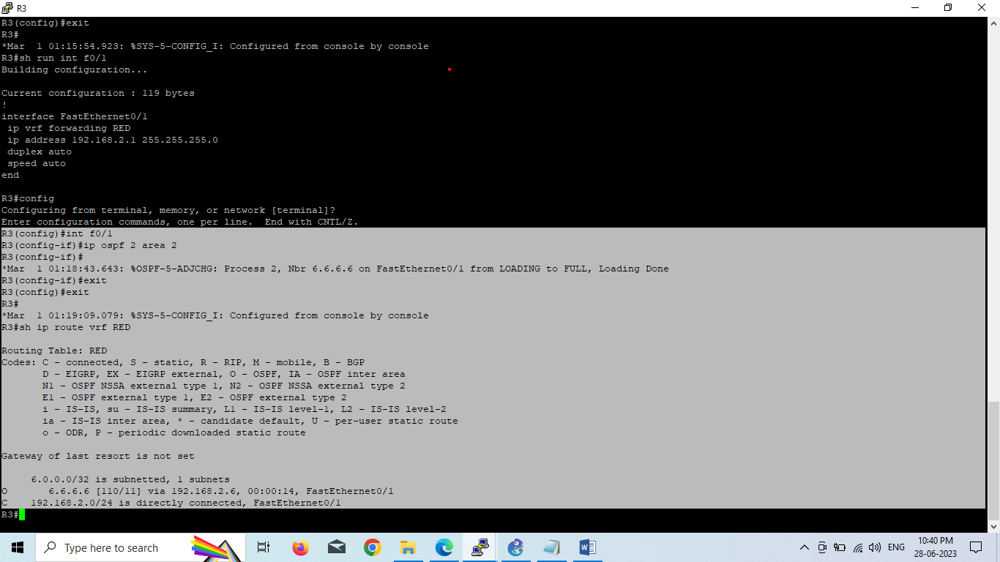 R3
R3(config)#exit
R3#
*Mar  1 01:15:54.923: %SYS-5-CONFIG_I: Configured from console by console
R3#sh run int f0/1
Building configuration...
Current configuration : 119 bytes
!
interface FastEthernet0/1
 ip vrf forwarding RED
 ip address 192.168.2.1 255.255.255.0
 duplex auto
 speed auto
end
R3#config
Configuring from terminal, memory, or network [terminal]?
Enter configuration commands, one per line.  End with CNTL/Z.
R3(config)#int f0/1
R3(config-if)#ip ospf 2 area 2
R3(config-if)#
*Mar  1 01:18:43.643: %OSPF-5-ADJCHG: Process 2, Nbr 6.6.6.6 on FastEthernet0/1 from LOADING to FULL, Loading Done
R3(config-if)#exit
R3(config)#exit
R3#
*Mar  1 01:19:09.079: %SYS-5-CONFIG_I: Configured from console by console
R3#sh ip route vrf RED
Routing Table: RED
Codes: C - connected, S - static, R - RIP, M - mobile, B - BGP
       D - EIGRP, EX - EIGRP external, O - OSPF, IA - OSPF inter area
       N1 - OSPF NSSA external type 1, N2 - OSPF NSSA external type 2
       E1 - OSPF external type 1, E2 - OSPF external type 2
       i - IS-IS, su - IS-IS summary, L1 - IS-IS level-1, L2 - IS-IS level-2
       ia - IS-IS inter area, * - candidate default, U - per-user static route
       o - ODR, P - periodic downloaded static route
Gateway of last resort is not set
     6.0.0.0/32 is subnetted, 1 subnets
O       6.6.6.6 [110/11] via 192.168.2.6, 00:00:14, FastEthernet0/1
C    192.168.2.0/24 is directly connected, FastEthernet0/1
R3#
Type here to search
ENG
10:40 PM
28-06-2023